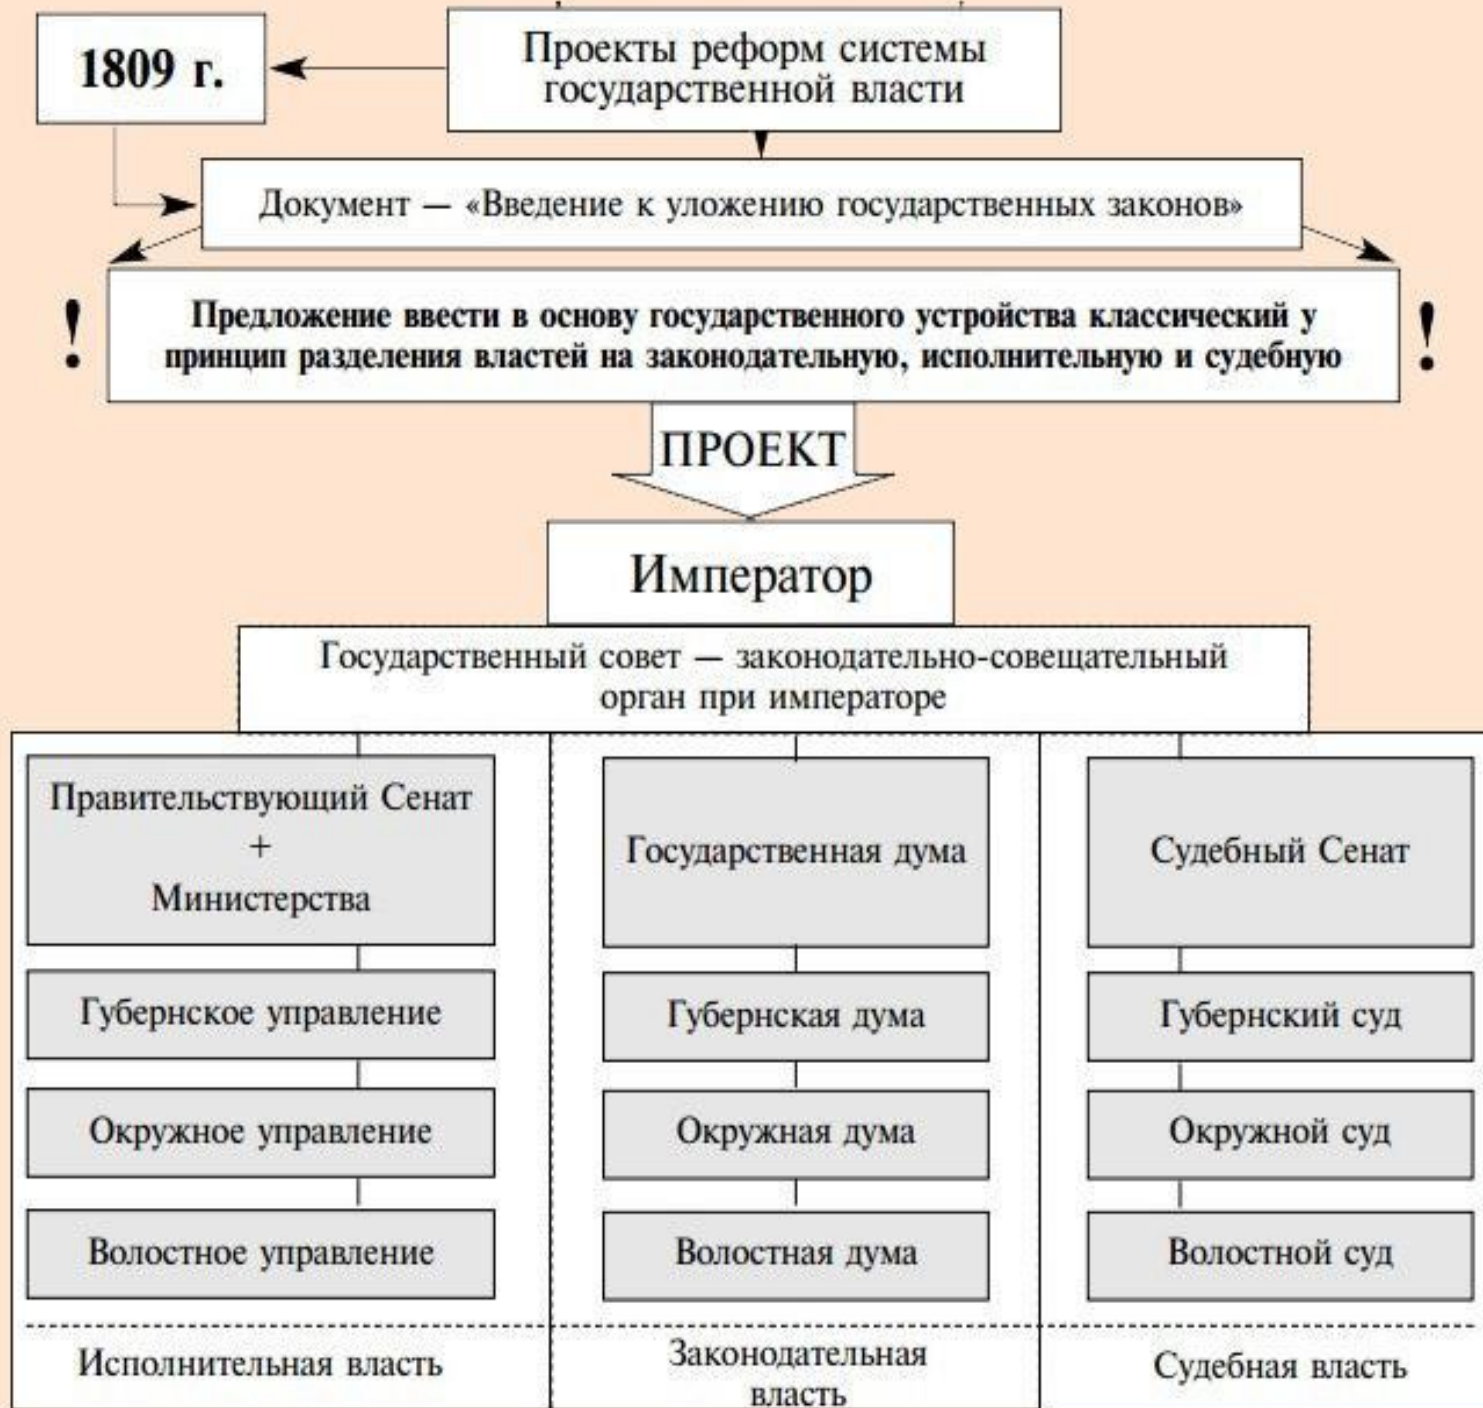 1809 г.
Проекты реформ системы
государственной власти
Документ — «Введение к уложению государственных законов»
!
Предложение ввести в основу государственного устройства классический у
принцип разделения властей на законодательную, исполнительную и судебную
!
ПРОЕКТ
Император
Государственный совет — законодательно-совещательный
орган при императоре
Правительствующий Сенат
+
Министерства
Губернское управление
Окружное управление
Волостное управление
Исполнительная власть
Государственная дума
Губернская дума
Окружная дума
Волостная дума
Законодательная
власть
Судебный Сенат
Губернский суд
Окружной суд
Волостной суд
Судебная власть